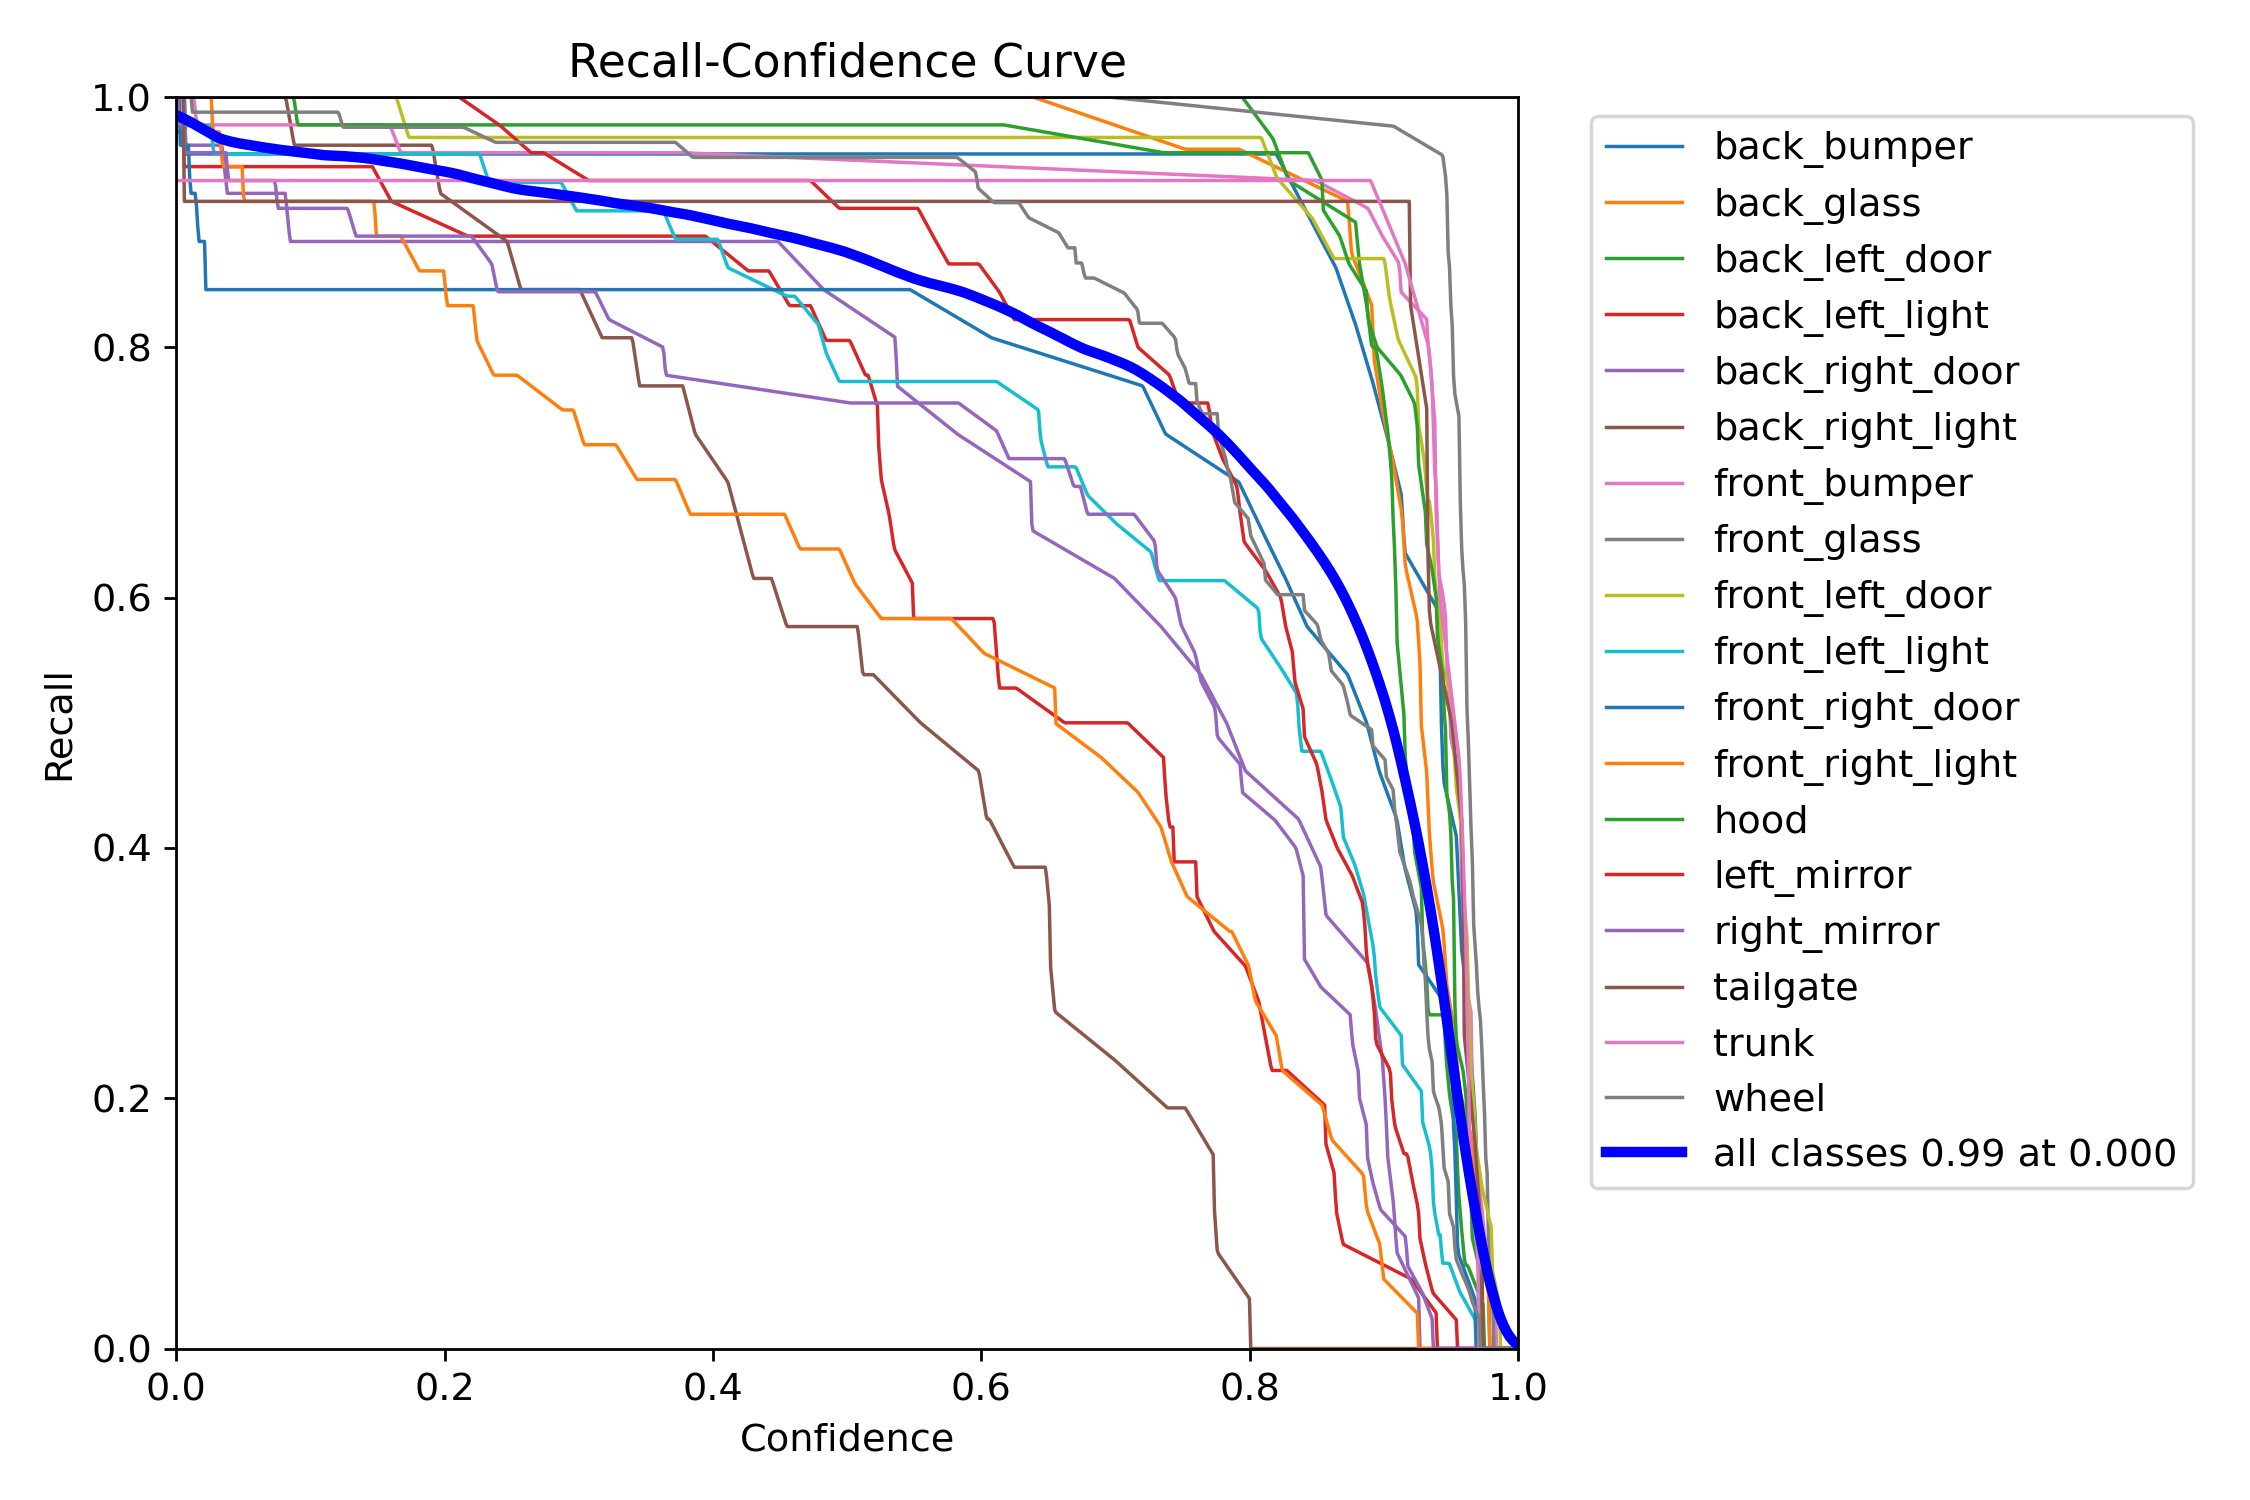 Recall-Confidence Curve
1.0
0.8
0.6
0.4
0.2
0.0
Recall
0.0 0.2 0.4 0.6 0.8 1.0
Confidence
back_bumper
back_glass
back_left_door
back_left_light
back_right_door
back_right_light
front_bumper
front_glass
front_left_door
front_left_light
front_right_door
front_right_light
hood
left_mirror
right_mirror
tailgate
trunk
wheel
all classes 0.99 at 0.000